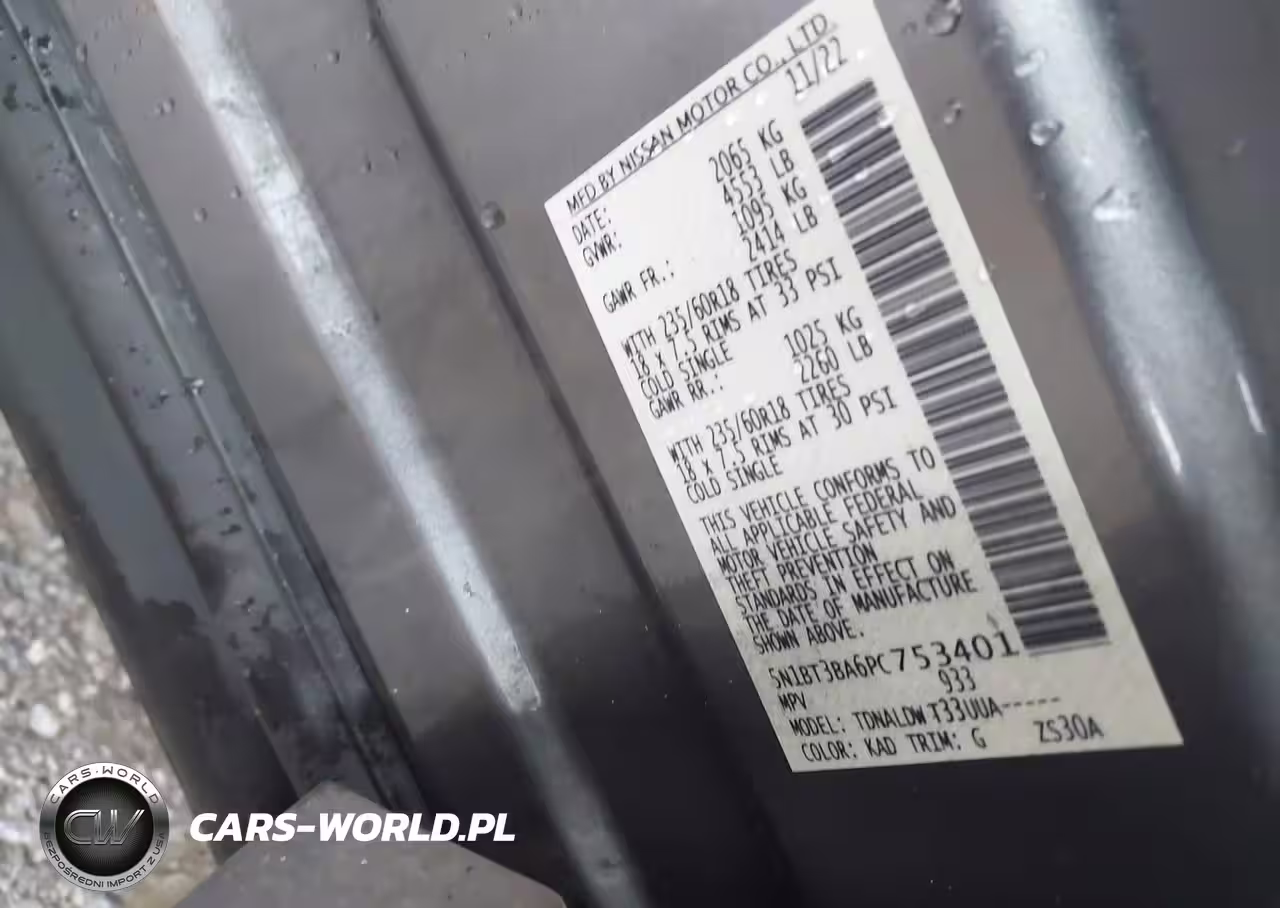 MFD BY NISSAN MOTOR CO., LTD.
DATE: 11/22
GVWR: 2065 KG
4553 LB
GAWR FR.: 1095 KG
2414 LB
WITH 235/60R18 TIRES
18 x 7.5 RIMS AT 33 PSI
COLD SINGLE
GAWR RR.: 1025 KG
2260 LB
WITH 235/60R18 TIRES
18 x 7.5 RIMS AT 30 PSI
COLD SINGLE
THIS VEHICLE CONFORMS TO
ALL APPLICABLE FEDERAL
MOTOR VEHICLE SAFETY AND
THEFT PREVENTION
STANDARDS IN EFFECT ON
THE DATE OF MANUFACTURE
SHOWN ABOVE.
5N1BT3BA6PC753401
MPV 933
MODEL: TDNALDW T33UUA-----
COLOR: KAD TRIM: G ZS30A
CARS-WORLD
CW
BEZPOŚREDNI IMPORT Z USA
CARS-WORLD.PL